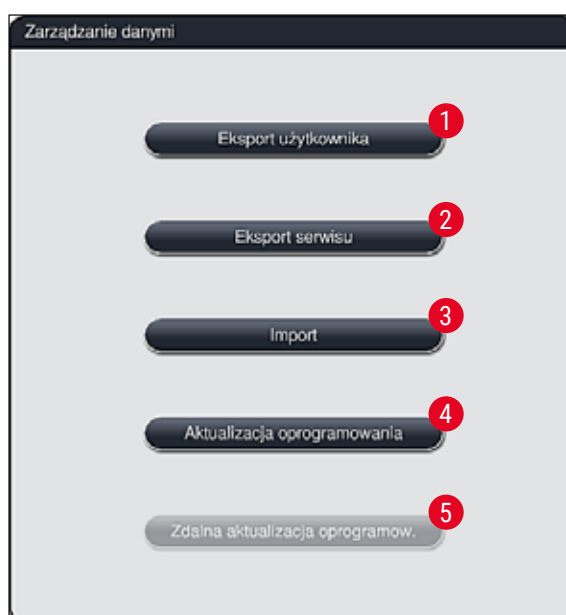 Zarządzanie danymi
1
Eksport użytkownika
2
Eksport serwisu
3
Import
4
Aktualizacja oprogramowania
5
Zdalna aktualizacja oprogramow.